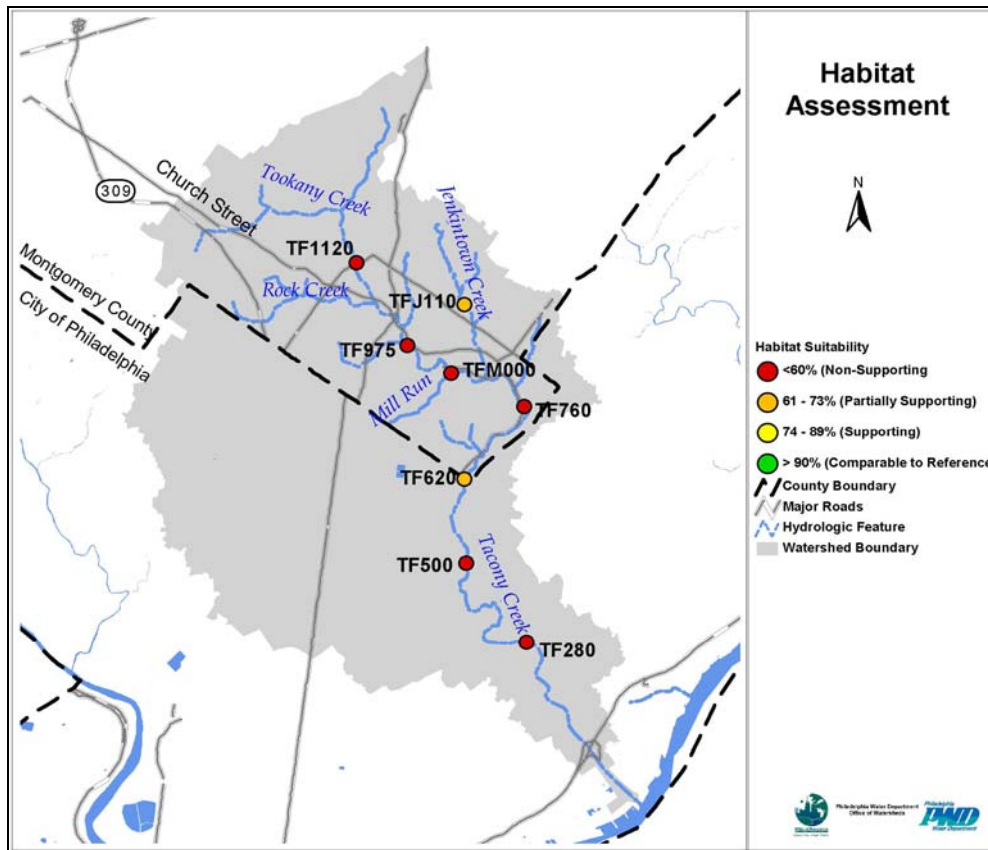 Habitat
Assessment
N
Church Street
309
Tookany Creek
Jenkintown Creek
TF1120
Rock Creek
TFJ110
Montgomery County
City of Philadelphia
TF975
TFM000
Mill Run
TF760
TF620
TF500
Tacony Creek
TF280
Habitat Suitability
<60% (Non-Supporting
61 - 73% (Partially Supporting)
74 - 89% (Supporting)
> 90% (Comparable to Reference
County Boundary
Major Roads
Hydrologic Feature
Watershed Boundary
Philadelphia Water Department
Office of Watersheds
Philadelphia
PWD
Water Department